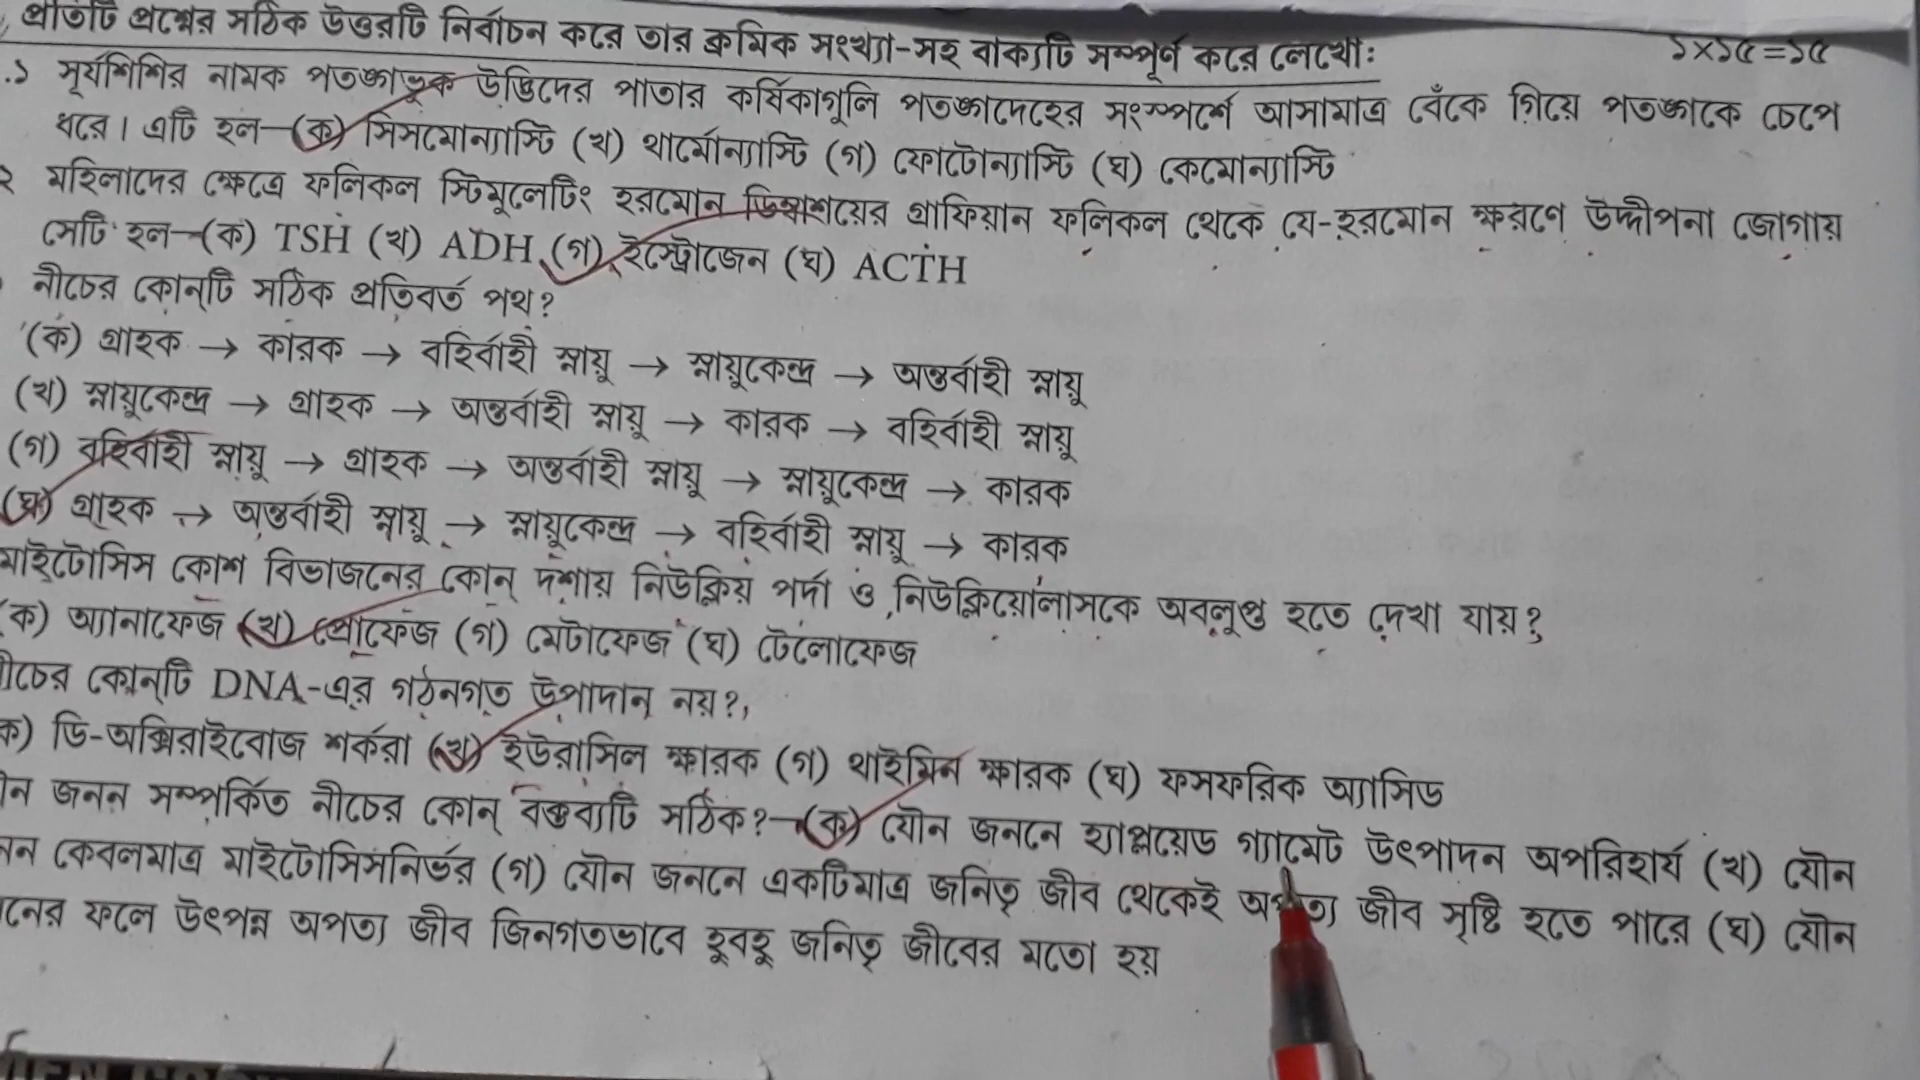 প্রতিটি প্রশ্নের সঠিক উত্তরটি নির্বাচন করে তার ক্রমিক সংখ্যা-সহ বাক্যটি সম্পূর্ণ করে লেখো: ১×১৫=১৫
.১ সূর্যশিশির নামক পতঙ্গভুক উদ্ভিদের পাতার কর্ষিকাগুলি পতঙ্গদেহের সংস্পর্শে আসামাত্র বেঁকে গিয়ে পতঙ্গকে চেপে
ধরে। এটি হল—(ক) সিসমোন্যাস্টি (খ) থার্মোন্যাস্টি (গ) ফোটোন্যাস্টি (ঘ) কেমোন্যাস্টি
২ মহিলাদের ক্ষেত্রে ফলিকল স্টিমুলেটিং হরমোন ডিম্বাশয়ের গ্রাফিয়ান ফলিকল থেকে যে-হরমোন ক্ষরণে উদ্দীপনা জোগায়
সেটি হল—(ক) TSH (খ) ADH (গ) ইস্ট্রোজেন (ঘ) ACTH
নীচের কোন্‌টি সঠিক প্রতিবর্ত পথ?
(ক) গ্রাহক → কারক → বহির্বাহী স্নায়ু → স্নায়ুকেন্দ্র → অন্তর্বাহী স্নায়ু
(খ) স্নায়ুকেন্দ্র → গ্রাহক → অন্তর্বাহী স্নায়ু → কারক → বহির্বাহী স্নায়ু
(গ) বহির্বাহী স্নায়ু → গ্রাহক → অন্তর্বাহী স্নায়ু → স্নায়ুকেন্দ্র → কারক
(ঘ) গ্রাহক → অন্তর্বাহী স্নায়ু → স্নায়ুকেন্দ্র → বহির্বাহী স্নায়ু → কারক
মাইটোসিস কোশ বিভাজনের কোন্ দশায় নিউক্লিয় পর্দা ও নিউক্লিয়োলাসকে অবলুপ্ত হতে দেখা যায়?
ক) অ্যানাফেজ (খ) প্রোফেজ (গ) মেটাফেজ (ঘ) টেলোফেজ
নীচের কোন্‌টি DNA-এর গঠনগত উপাদান নয়?
ক) ডি-অক্সিরাইবোজ শর্করা (খ) ইউরাসিল ক্ষারক (গ) থাইমিন ক্ষারক (ঘ) ফসফরিক অ্যাসিড
ন জনন সম্পর্কিত নীচের কোন্ বক্তব্যটি সঠিক?—(ক) যৌন জননে হ্যাপ্লয়েড গ্যামেট উৎপাদন অপরিহার্য (খ) যৌন
নন কেবলমাত্র মাইটোসিসনির্ভর (গ) যৌন জননে একটিমাত্র জনিতৃ জীব থেকেই অপত্য জীব সৃষ্টি হতে পারে (ঘ) যৌন
নের ফলে উৎপন্ন অপত্য জীব জিনগতভাবে হুবহু জনিতৃ জীবের মতো হয়